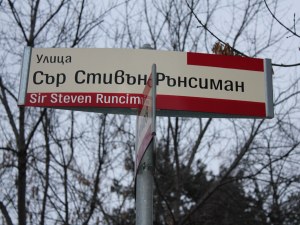 Улица
Сър Стивън Рънсиман
Sir Steven Runcim